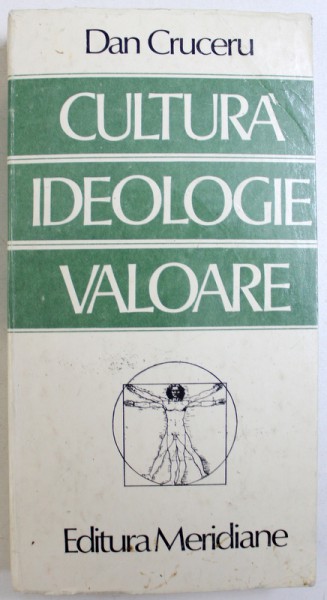 Dan Cruceru
CULTURĂ
IDEOLOGIE
VALOARE
Editura Meridiane